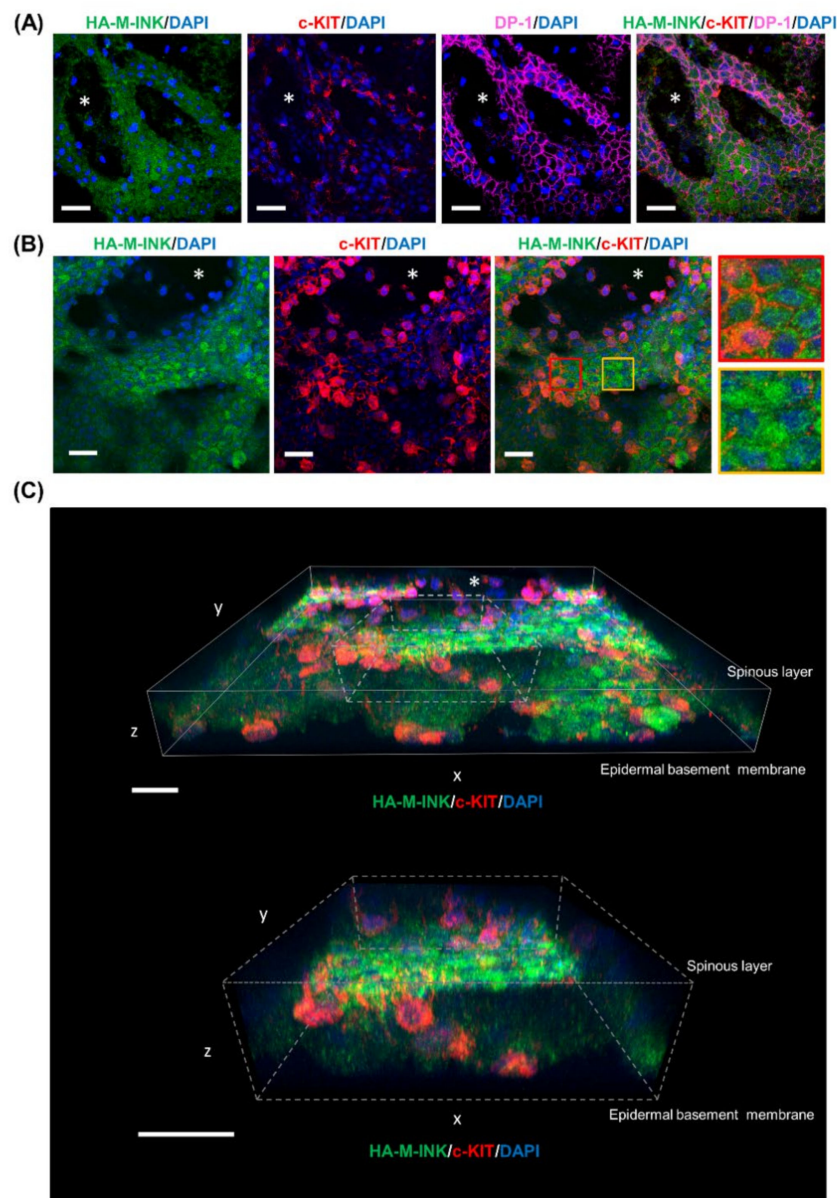 (A)
HA-M-INK/DAPI c-KIT/DAPI DP-1/DAPI HA-M-INK/c-KIT/DP-1/DAPI
* * * *
(B)
HA-M-INK/DAPI c-KIT/DAPI HA-M-INK/c-KIT/DAPI
* * *
(C)
*
y
Spinous layer
z
Epidermal basement membrane
x
HA-M-INK/c-KIT/DAPI
y
Spinous layer
z
Epidermal basement membrane
x
HA-M-INK/c-KIT/DAPI